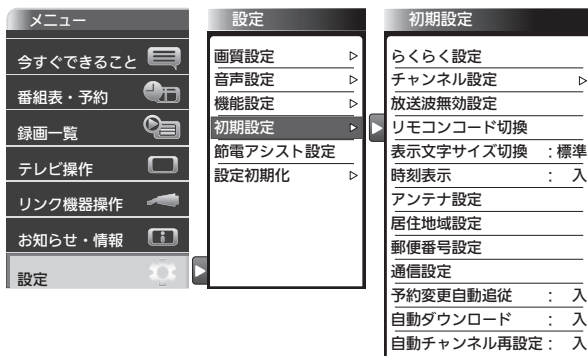 メニュー
今すぐできること
番組表・予約
録画一覧
テレビ操作
リンク機器操作
お知らせ・情報
設定
設定
画質設定
音声設定
機能設定
初期設定
節電アシスト設定
設定初期化
初期設定
らくらく設定
チャンネル設定
放送波無効設定
リモコンコード切換
表示文字サイズ切換 :標準
時刻表示 : 入
アンテナ設定
居住地域設定
郵便番号設定
通信設定
予約変更自動追従 : 入
自動ダウンロード : 入
自動チャンネル再設定: 入